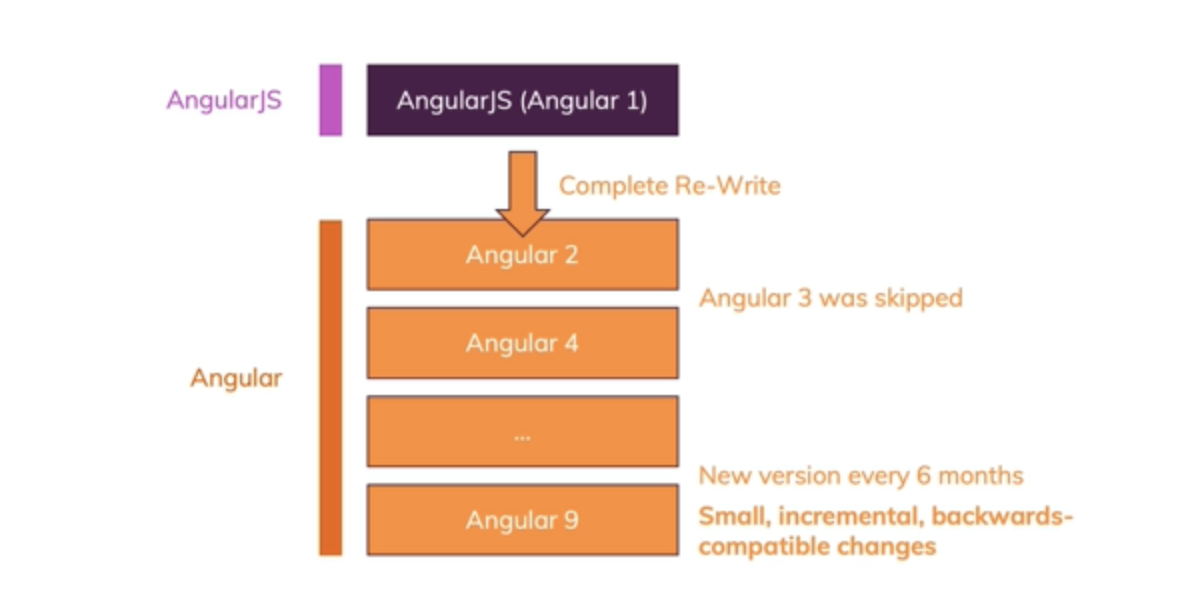 AngularJS
AngularJS (Angular 1)
Complete Re-Write
Angular 2
Angular 3 was skipped
Angular 4
Angular
...
New version every 6 months
Angular 9
Small, incremental, backwards-
compatible changes